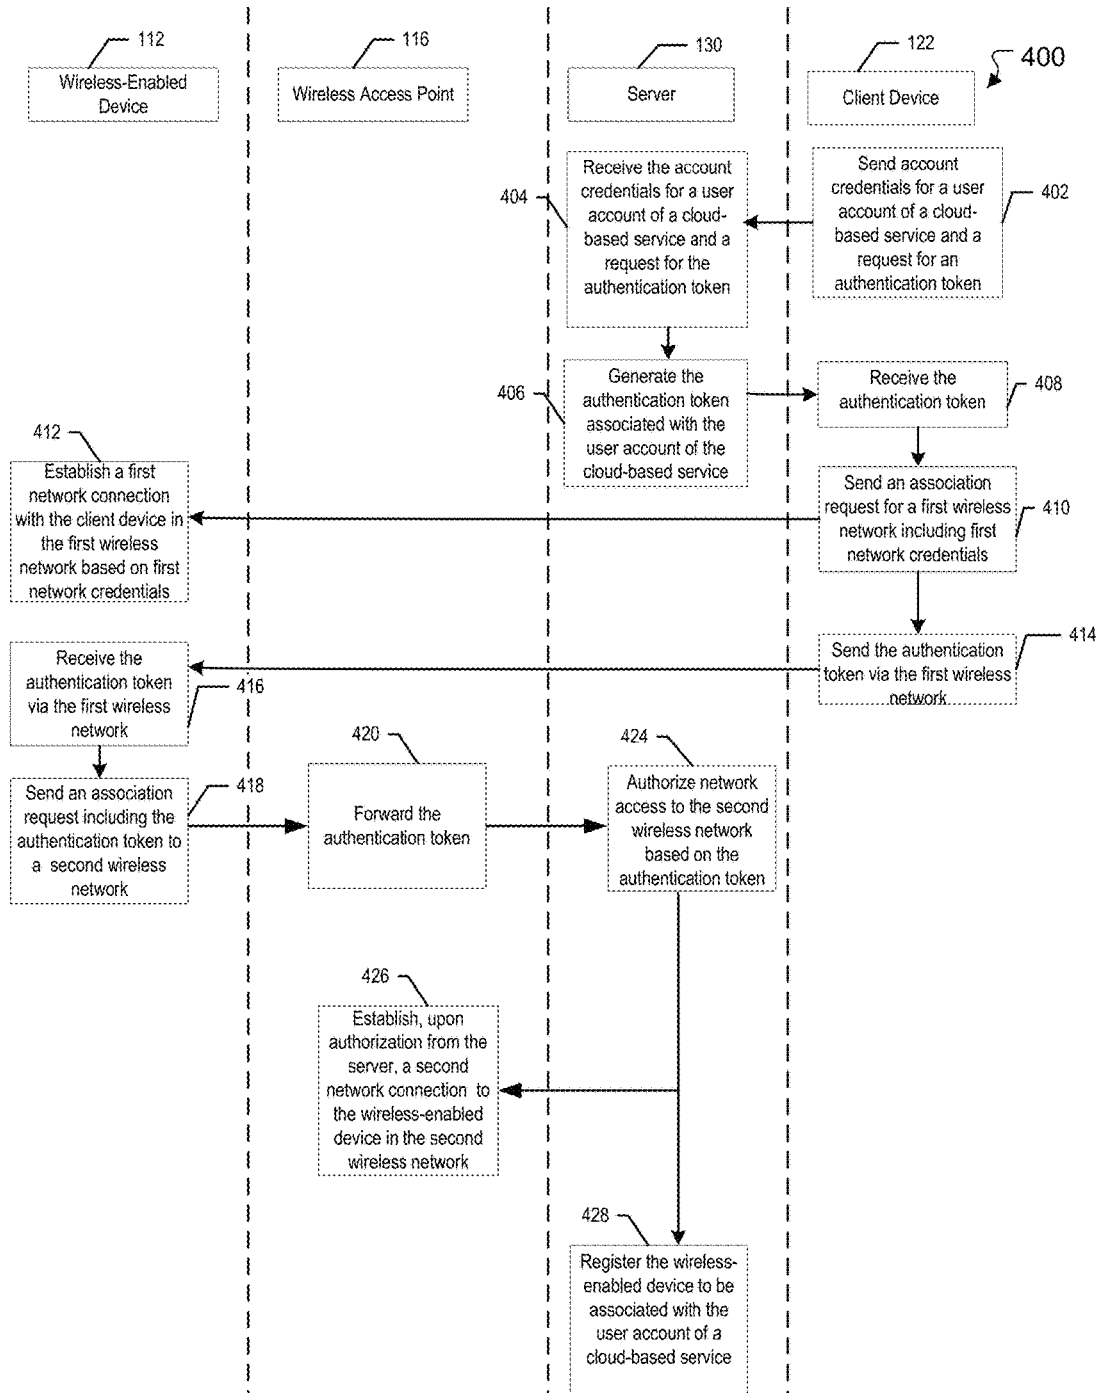 112
116
130
122
400
Wireless-Enabled
Device
Wireless Access Point
Server
Client Device
404
Receive the account
credentials for a user
account of a cloud-
based service and a
request for the
authentication token
Send account
credentials for a user
account of a cloud-
based service and a
request for an
authentication token
402
406
Generate the
authentication token
associated with the
user account of the
cloud-based service
Receive the
authentication token
408
412
Establish a first
network connection
with the client device in
the first wireless
network based on first
network credentials
Send an association
request for a first wireless
network including first
network credentials
410
Receive the
authentication token
via the first wireless
network
416
Send the authentication
token via the first wireless
network
414
Send an association
request including the
authentication token to
a second wireless
network
418
420
Forward the
authentication token
424
Authorize network
access to the second
wireless network
based on the
authentication token
426
Establish, upon
authorization from the
server, a second
network connection to
the wireless-enabled
device in the second
wireless network
428
Register the wireless-
enabled device to be
associated with the
user account of a
cloud-based service